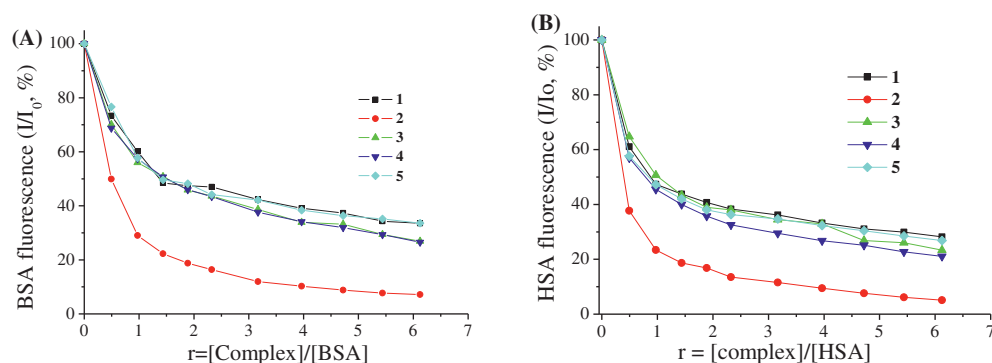 (A)
BSA fluorescence (I/I₀, %)
100
80
60
40
20
0
0 1 2 3 4 5 6 7
r=[Complex]/[BSA]
1
2
3
4
5
(B)
HSA fluorescence (I/Io, %)
100
80
60
40
20
0
0 1 2 3 4 5 6 7
r = [complex]/[HSA]
1
2
3
4
5